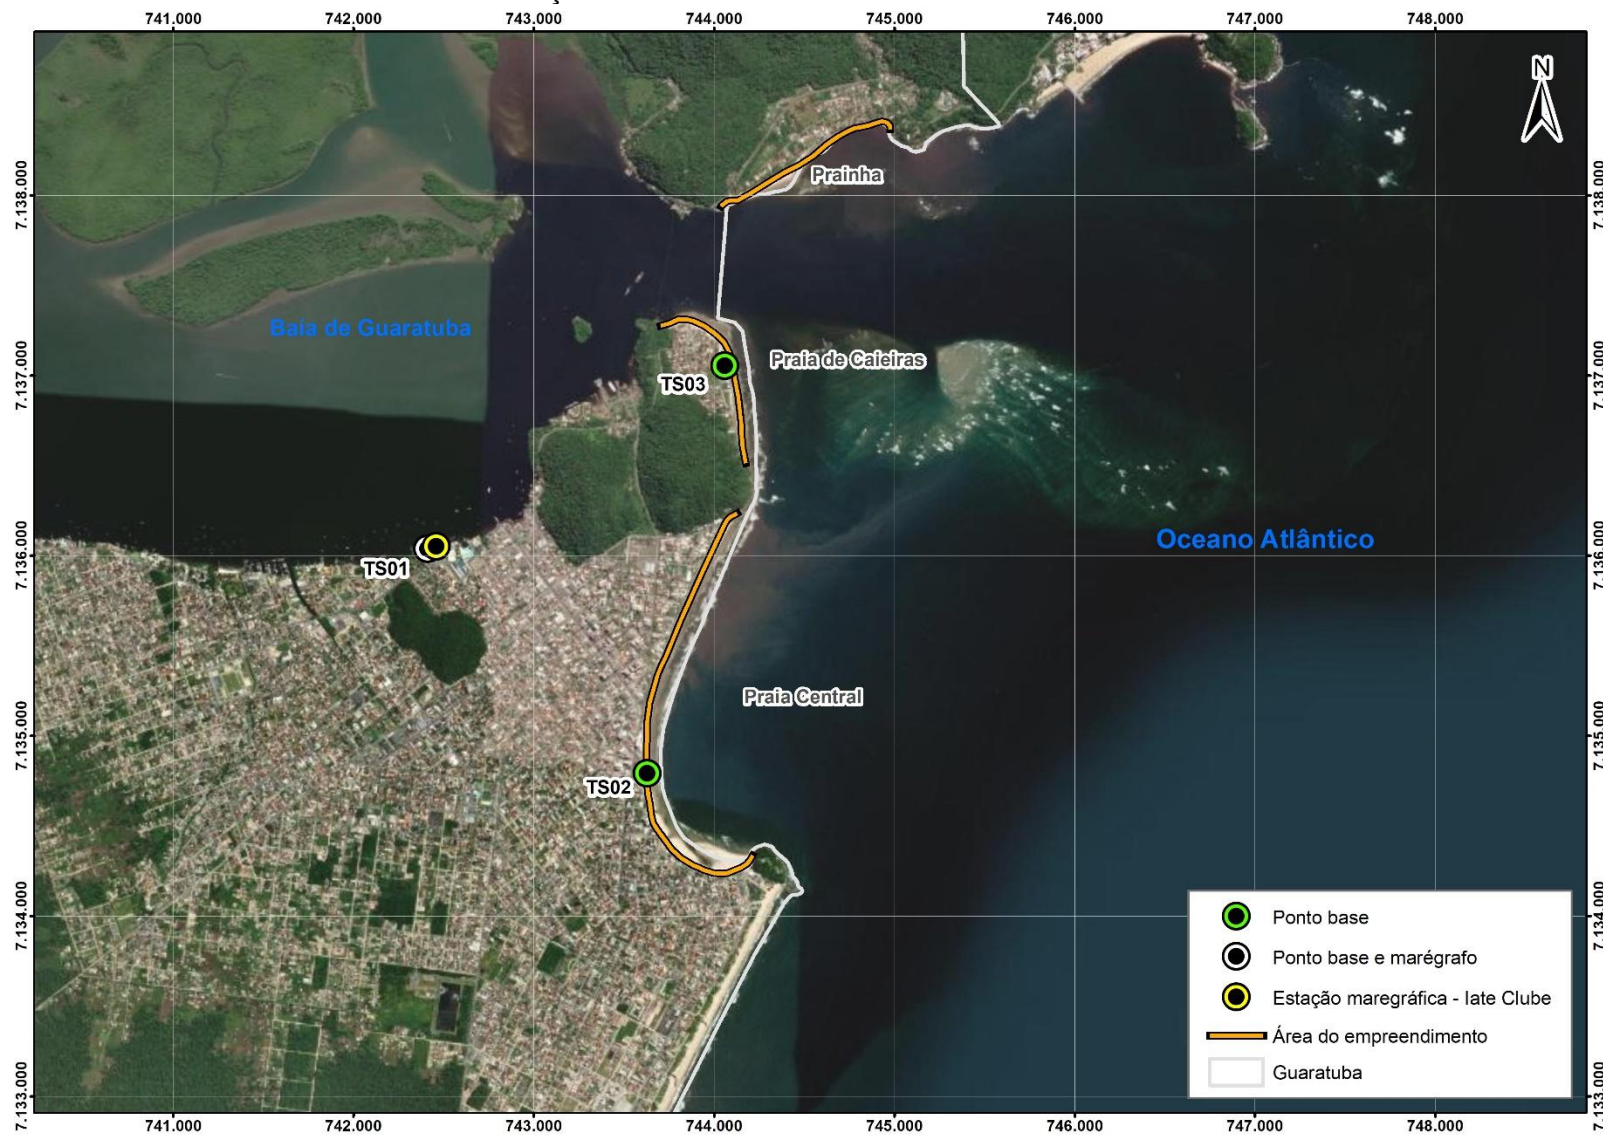 741.000 742.000 743.000 744.000 745.000 746.000 747.000 748.000
N
Prainha
7.138.000 7.138.000
Baía de Guaratuba
Praia de Caieiras
7.137.000 7.137.000
TS03
Oceano Atlântico
7.136.000 7.136.000
TS01
Praia Central
7.135.000 7.135.000
TS02
7.134.000 7.134.000
Ponto base
Ponto base e marégrafo
Estação maregráfica - Iate Clube
Área do empreendimento
Guaratuba
7.133.000 7.133.000
741.000 742.000 743.000 744.000 745.000 746.000 747.000 748.000